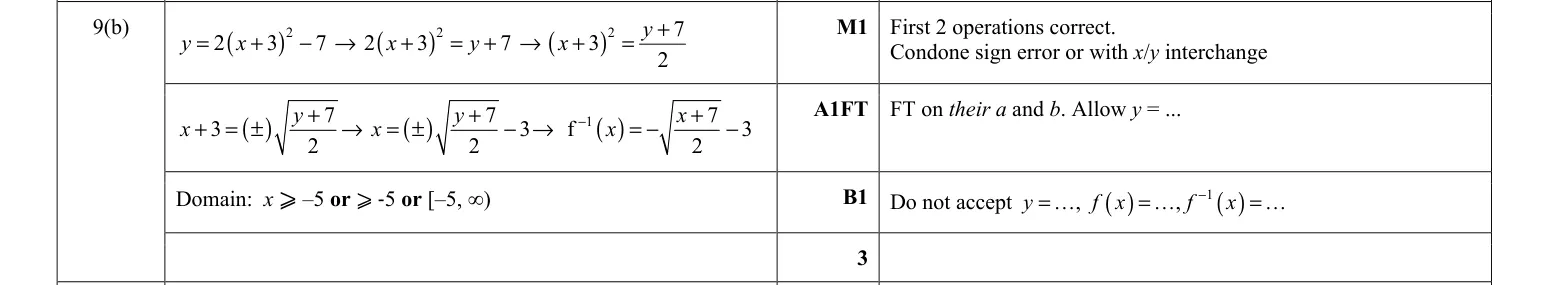 9(b)
y = 2(x+3)² − 7 → 2(x+3)² = y + 7 → (x+3)² = (y+7)/2
M1
First 2 operations correct.
Condone sign error or with x/y interchange
x + 3 = (±)√((y+7)/2) → x = (±)√((y+7)/2) − 3 → f⁻¹(x) = −√((x+7)/2) − 3
A1FT
FT on their a and b. Allow y = ...
Domain: x ⩾ –5 or ⩾ -5 or [–5, ∞)
B1
Do not accept y = …, f(x) = …, f⁻¹(x) = …
3